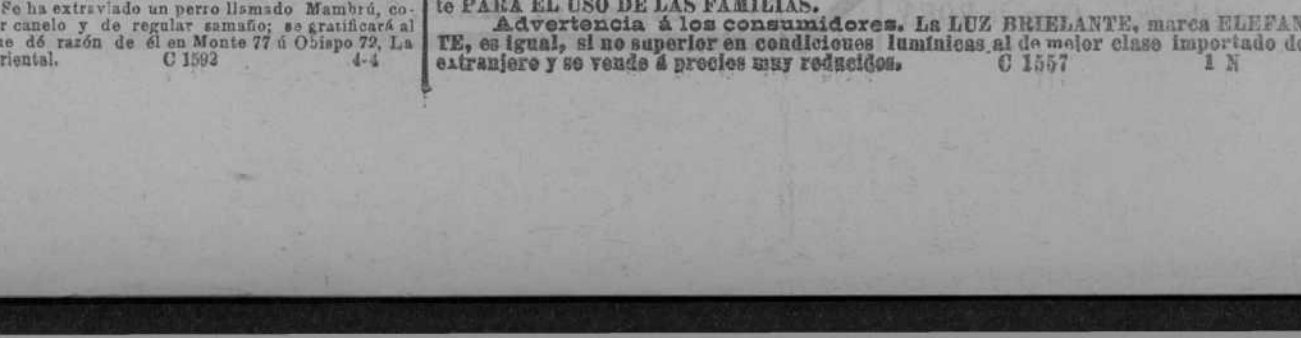 Se ha extraviado un perro llamado Mambrú, co-
r canelo y de regular tamaño; se gratificará al
ue dé razón de él en Monte 77 ú Obispo 72, La
riental. C 1592 4-4
te PARA EL USO DE LAS FAMILIAS.
Advertencia á los consumidores. La LUZ BRILLANTE, marca ELEFAN
TE, es igual, si no superior en condiciones lumínicas al de mejor clase importado de
extranjero y se vende á precios muy reducidos. C 1557 1 N